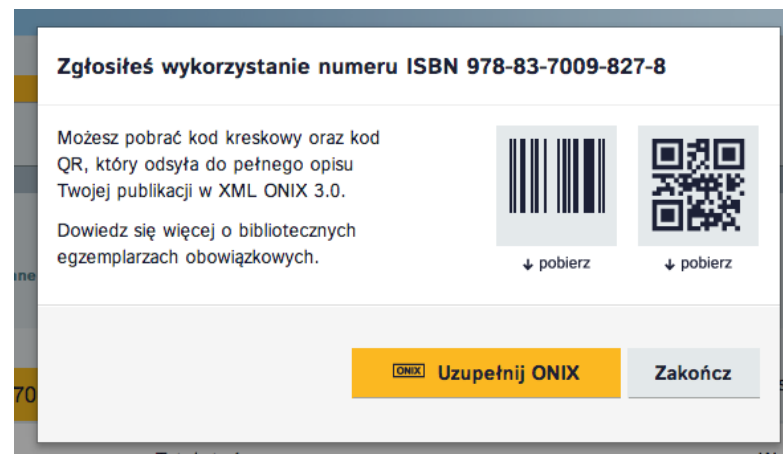 Zgłosiłeś wykorzystanie numeru ISBN 978-83-7009-827-8
Możesz pobrać kod kreskowy oraz kod
QR, który odsyła do pełnego opisu
Twojej publikacji w XML ONIX 3.0.
Dowiedz się więcej o bibliotecznych
egzemplarzach obowiązkowych.
↓ pobierz
↓ pobierz
ane
70
ONIX Uzupełnij ONIX
Zakończ